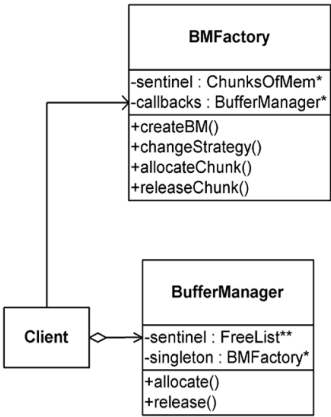 BMFactory
-sentinel : ChunksOfMem*
-callbacks : BufferManager*
+createBM()
+changeStrategy()
+allocateChunk()
+releaseChunk()
BufferManager
Client
-sentinel : FreeList**
-singleton : BMFactory*
+allocate()
+release()